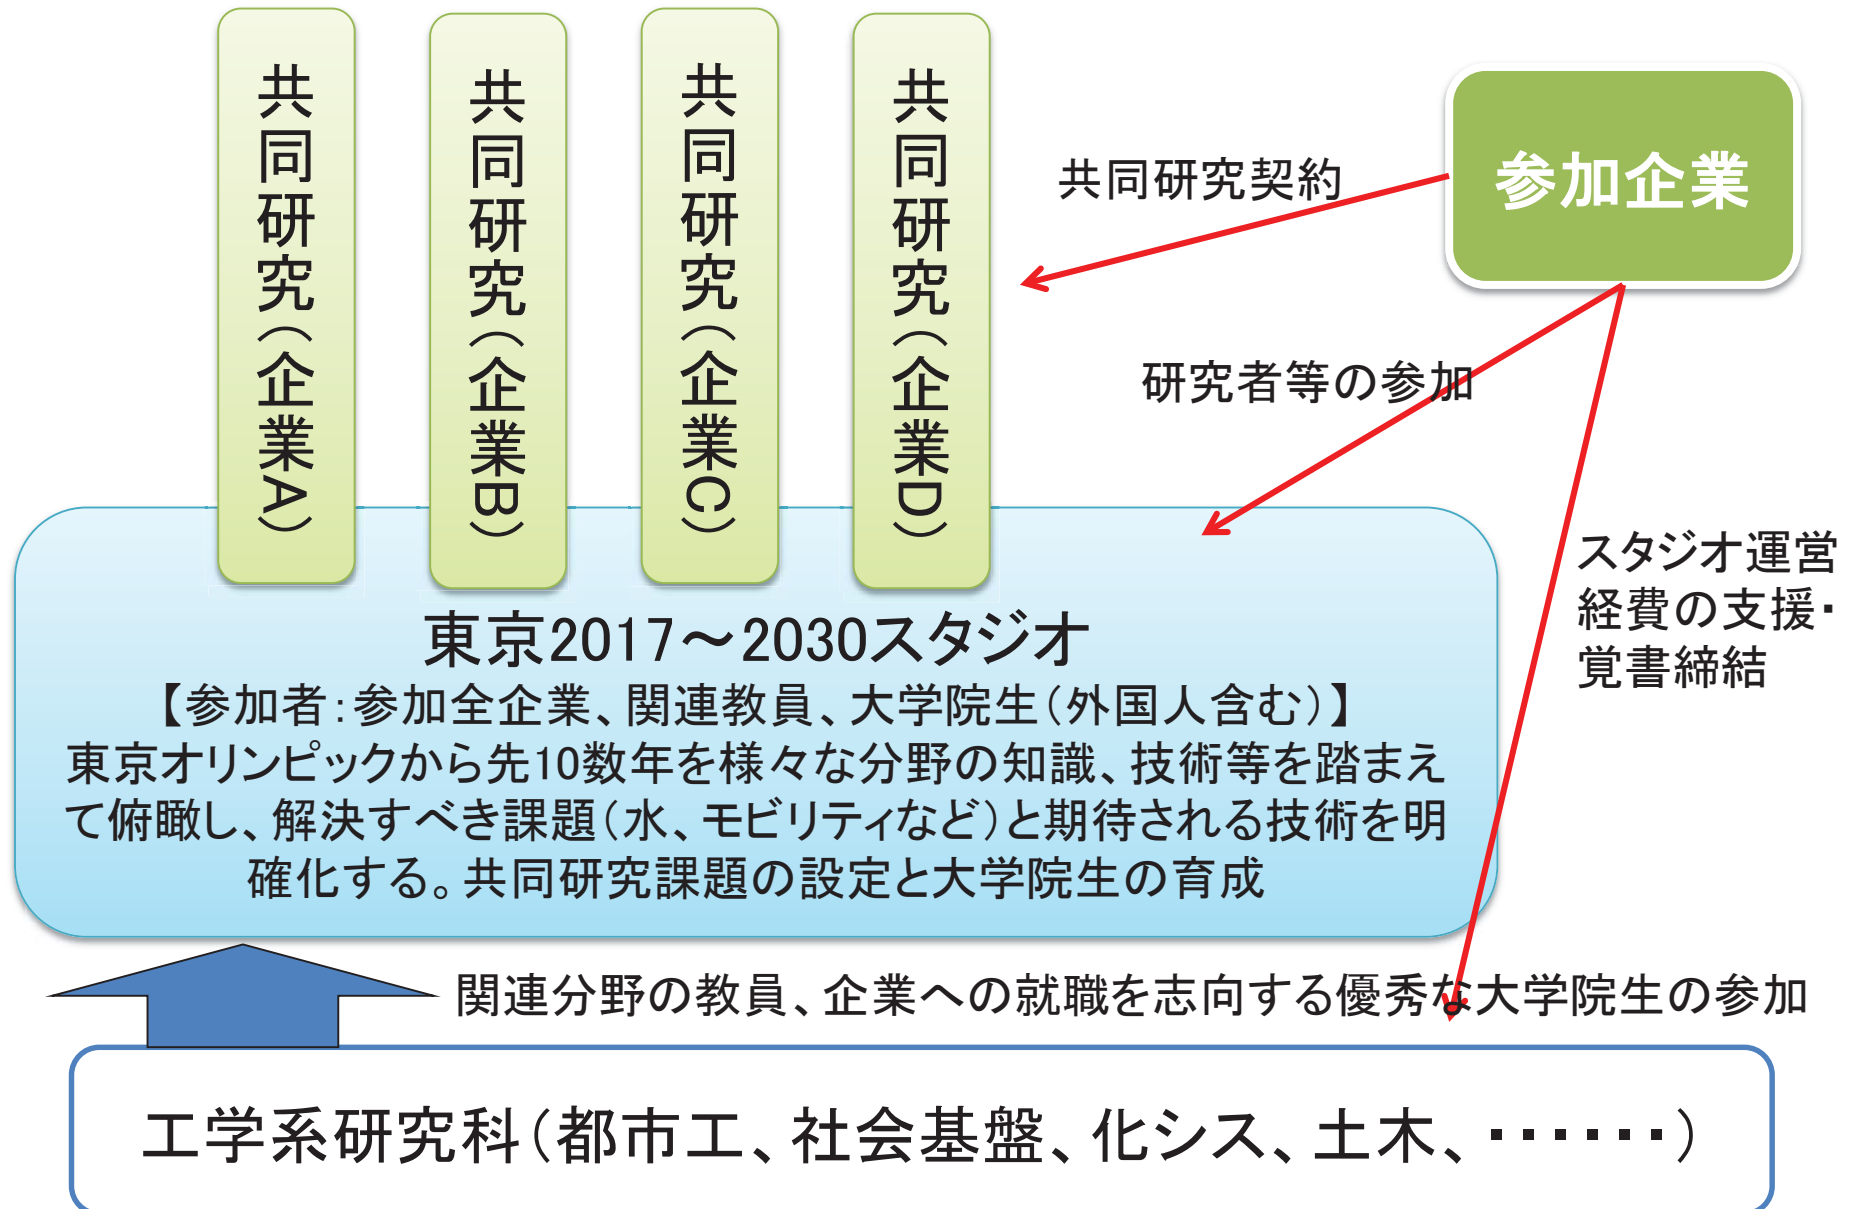 共同研究（企業A）
共同研究（企業B）
共同研究（企業C）
共同研究（企業D）
参加企業
共同研究契約
研究者等の参加
スタジオ運営
経費の支援・
覚書締結
東京2017～2030スタジオ
【参加者：参加全企業、関連教員、大学院生（外国人含む）】
東京オリンピックから先10数年を様々な分野の知識、技術等を踏まえ
て俯瞰し、解決すべき課題（水、モビリティなど）と期待される技術を明
確化する。共同研究課題の設定と大学院生の育成
関連分野の教員、企業への就職を志向する優秀な大学院生の参加
工学系研究科（都市工、社会基盤、化シス、土木、・・・・・・）